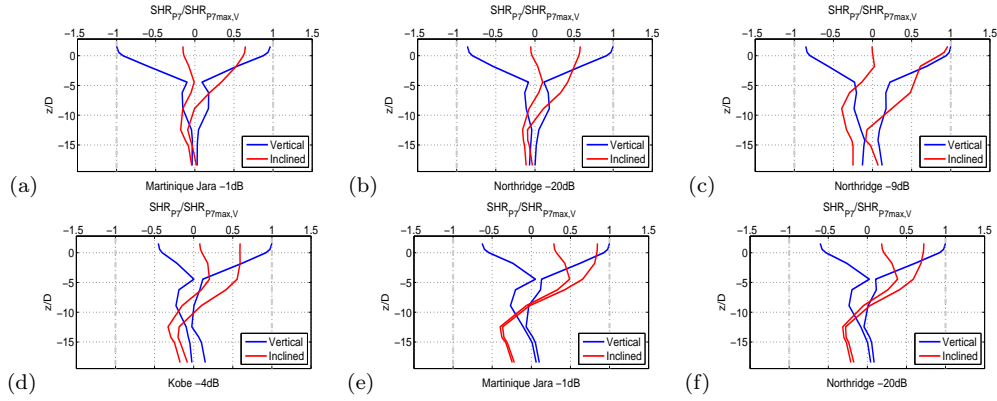 SHR_P7/SHR_P7max,V SHR_P7/SHR_P7max,V SHR_P7/SHR_P7max,V
−1.5 −1 −0.5 0 0.5 1 1.5 −1.5 −1 −0.5 0 0.5 1 1.5 −1.5 −1 −0.5 0 0.5 1 1.5
0 0 0
−5 −5 −5
z/D z/D z/D
−10 −10 −10
−15 −15 −15
Vertical Vertical Vertical
Inclined Inclined Inclined
(a) Martinique Jara −1dB (b) Northridge −20dB (c) Northridge −9dB
SHR_P7/SHR_P7max,V SHR_P7/SHR_P7max,V SHR_P7/SHR_P7max,V
−1.5 −1 −0.5 0 0.5 1 1.5 −1.5 −1 −0.5 0 0.5 1 1.5 −1.5 −1 −0.5 0 0.5 1 1.5
0 0 0
−5 −5 −5
z/D z/D z/D
−10 −10 −10
−15 −15 −15
Vertical Vertical Vertical
Inclined Inclined Inclined
(d) Kobe −4dB (e) Martinique Jara −1dB (f) Northridge −20dB